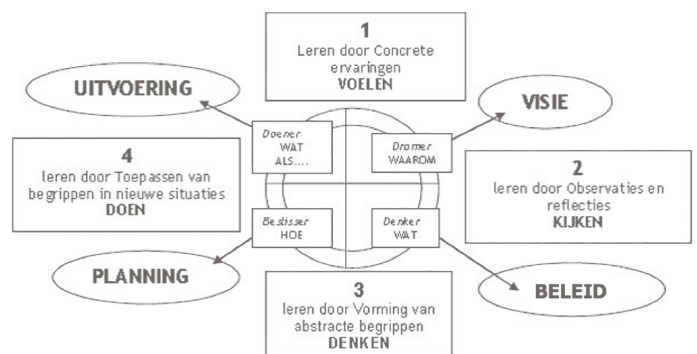 1
Leren door Concrete
ervaringen
VOELEN
UITVOERING
VISIE
Doener
WAT
ALS....
Dromer
WAAROM
4
leren door Toepassen van
begrippen in nieuwe situaties
DOEN
2
leren door Observaties en
reflecties
KIJKEN
Beslisser
HOE
Denker
WAT
PLANNING
BELEID
3
leren door Vorming van
abstracte begrippen
DENKEN